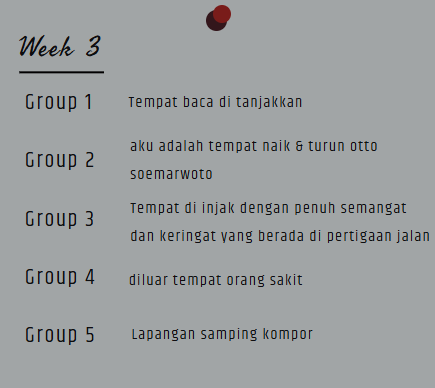 Week 3
Group 1 Tempat baca di tanjakkan
Group 2 aku adalah tempat naik & turun otto
soemarwoto
Group 3 Tempat di injak dengan penuh semangat
dan keringat yang berada di pertigaan jalan
Group 4 diluar tempat orang sakit
Group 5 Lapangan samping kompor